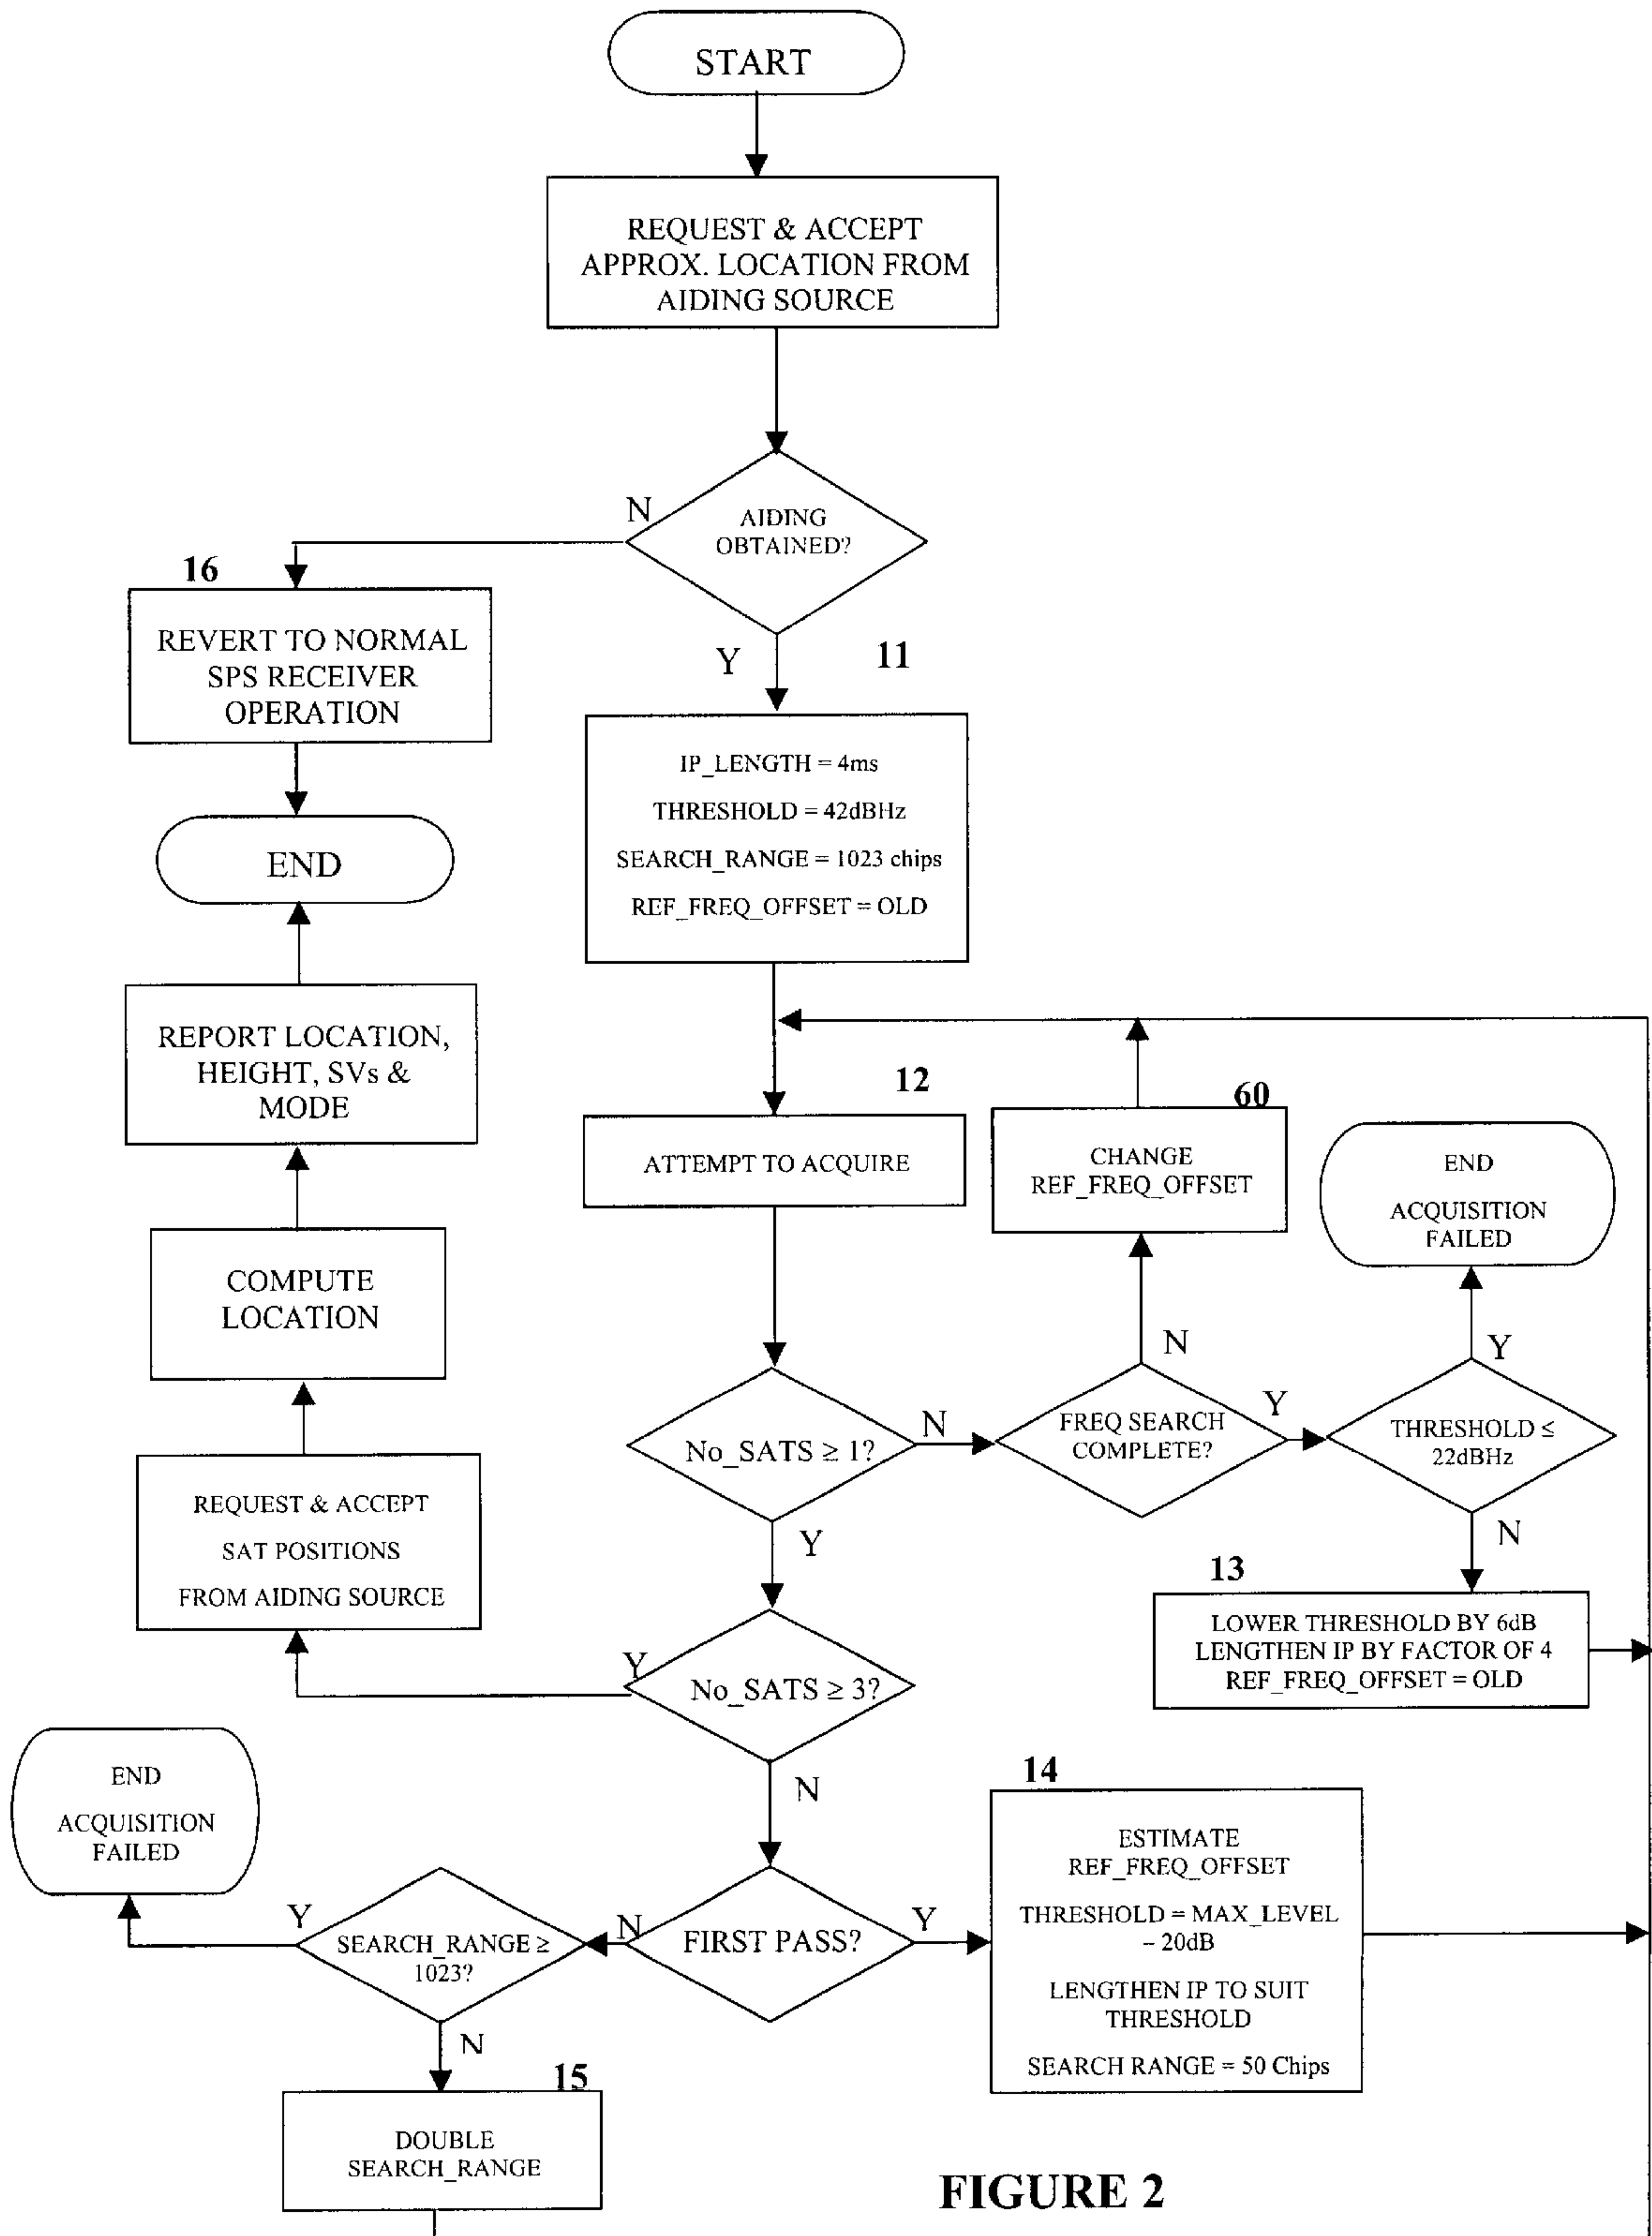 START
REQUEST & ACCEPT
APPROX. LOCATION FROM
AIDING SOURCE
N
AIDING
OBTAINED?
16
REVERT TO NORMAL
SPS RECEIVER
OPERATION
Y
11
IP_LENGTH = 4ms
THRESHOLD = 42dBHz
SEARCH_RANGE = 1023 chips
REF_FREQ_OFFSET = OLD
END
REPORT LOCATION,
HEIGHT, SVs &
MODE
12
ATTEMPT TO ACQUIRE
60
CHANGE
REF_FREQ_OFFSET
END
ACQUISITION
FAILED
COMPUTE
LOCATION
N
Y
No_SATS ≥ 1?
N
FREQ SEARCH
COMPLETE?
Y
THRESHOLD ≤
22dBHz
REQUEST & ACCEPT
SAT POSITIONS
FROM AIDING SOURCE
Y
N
13
LOWER THRESHOLD BY 6dB
LENGTHEN IP BY FACTOR OF 4
REF_FREQ_OFFSET = OLD
Y
No_SATS ≥ 3?
N
END
ACQUISITION
FAILED
14
ESTIMATE
REF_FREQ_OFFSET
THRESHOLD = MAX_LEVEL
– 20dB
LENGTHEN IP TO SUIT
THRESHOLD
SEARCH RANGE = 50 Chips
Y
SEARCH_RANGE ≥
1023?
N
FIRST PASS?
Y
N
15
DOUBLE
SEARCH_RANGE
FIGURE 2